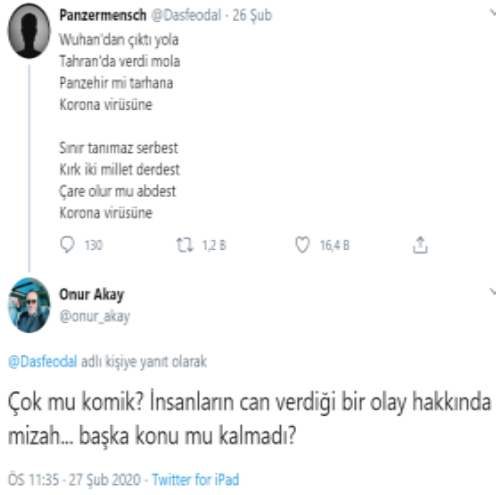 Panzermensch @Dasfeodal · 26 Şub
Wuhan'dan çıktı yola
Tahran'da verdi mola
Panzehir mi tarhana
Korona virüsüne
Sınır tanımaz serbest
Kırk iki millet derdest
Çare olur mu abdest
Korona virüsüne
130 1,2 B 16,4 B
Onur Akay
@onur_akay
@Dasfeodal adlı kişiye yanıt olarak
Çok mu komik? İnsanların can verdiği bir olay hakkında
mizah... başka konu mu kalmadı?
ÖS 11:35 · 27 Şub 2020 · Twitter for iPad